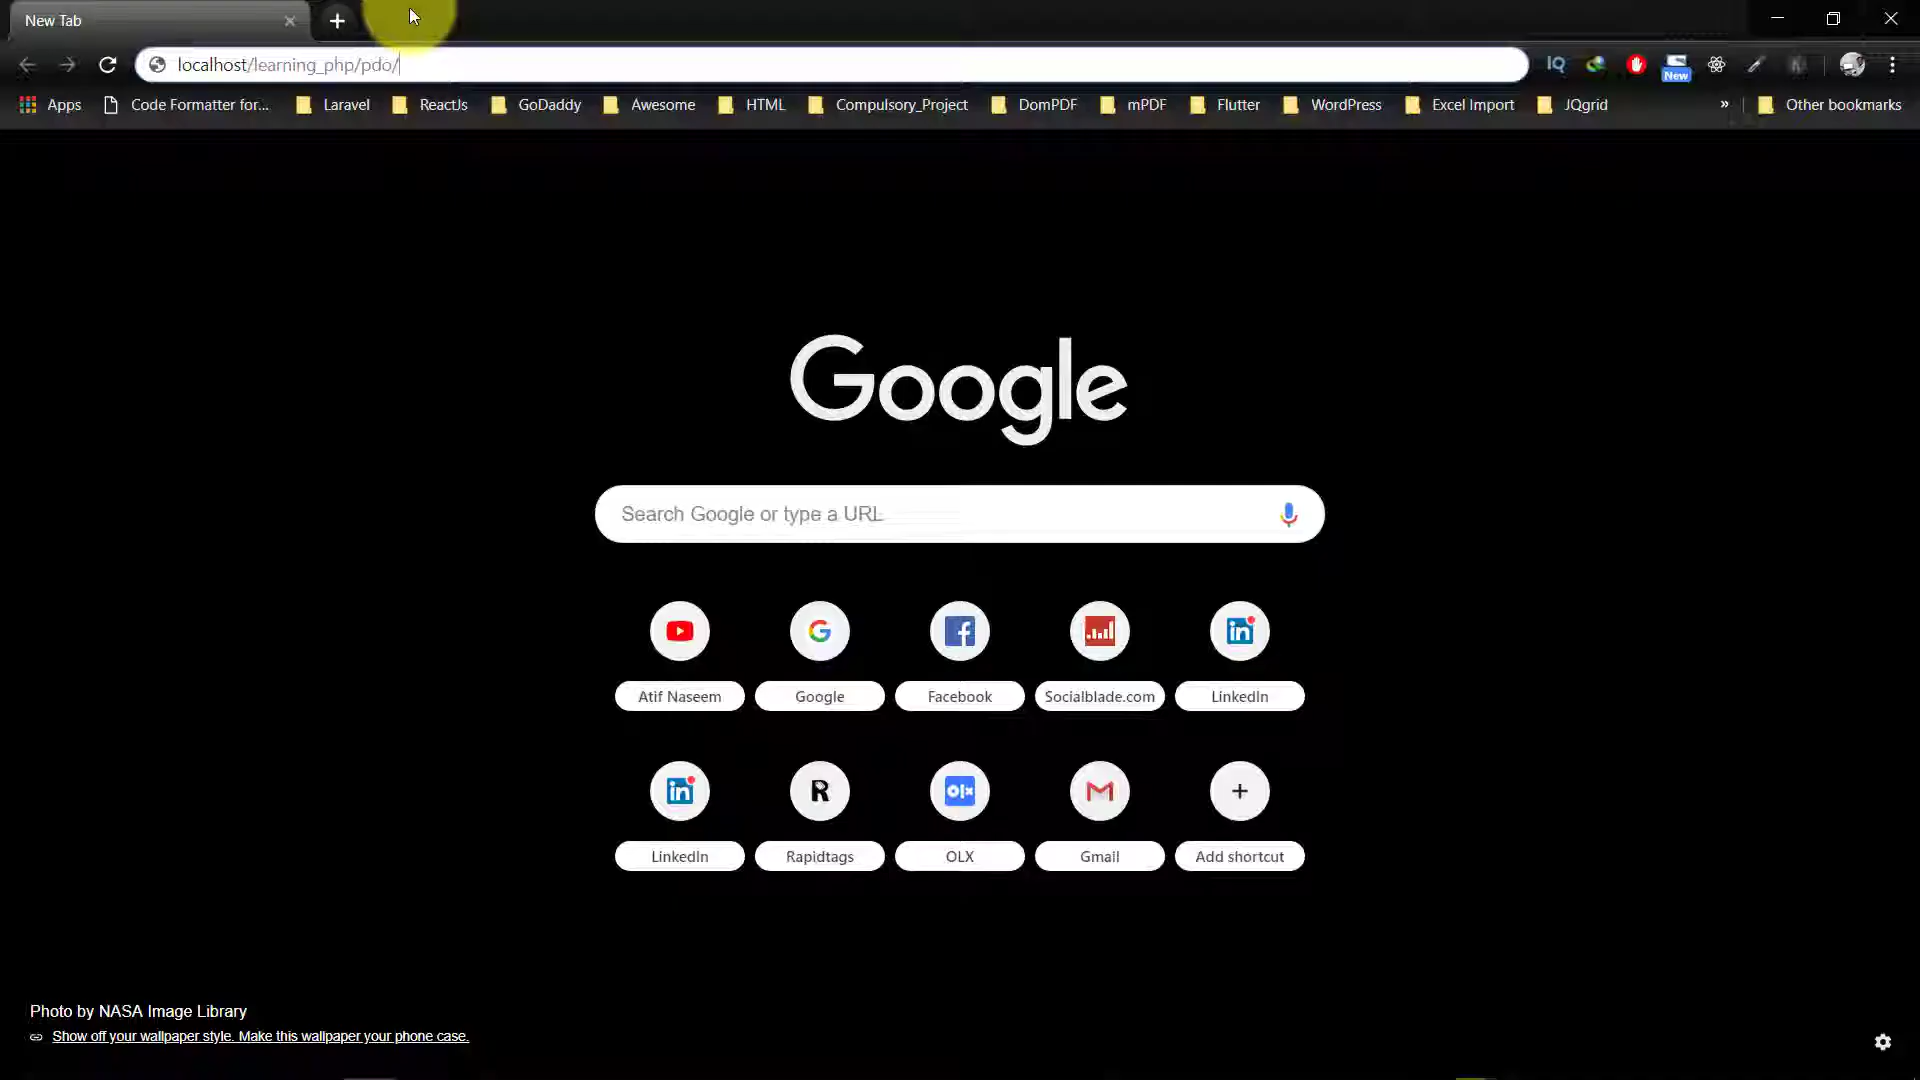 New Tab
localhost/learning_php/pdo/
IQ
New
Apps Code Formatter for... Laravel ReactJs GoDaddy Awesome HTML Compulsory_Project DomPDF mPDF Flutter WordPress Excel Import JQgrid » Other bookmarks
Google
Search Google or type a URL
Atif Naseem Google Facebook Socialblade.com LinkedIn
LinkedIn Rapidtags OLX Gmail Add shortcut
Photo by NASA Image Library
Show off your wallpaper style. Make this wallpaper your phone case.